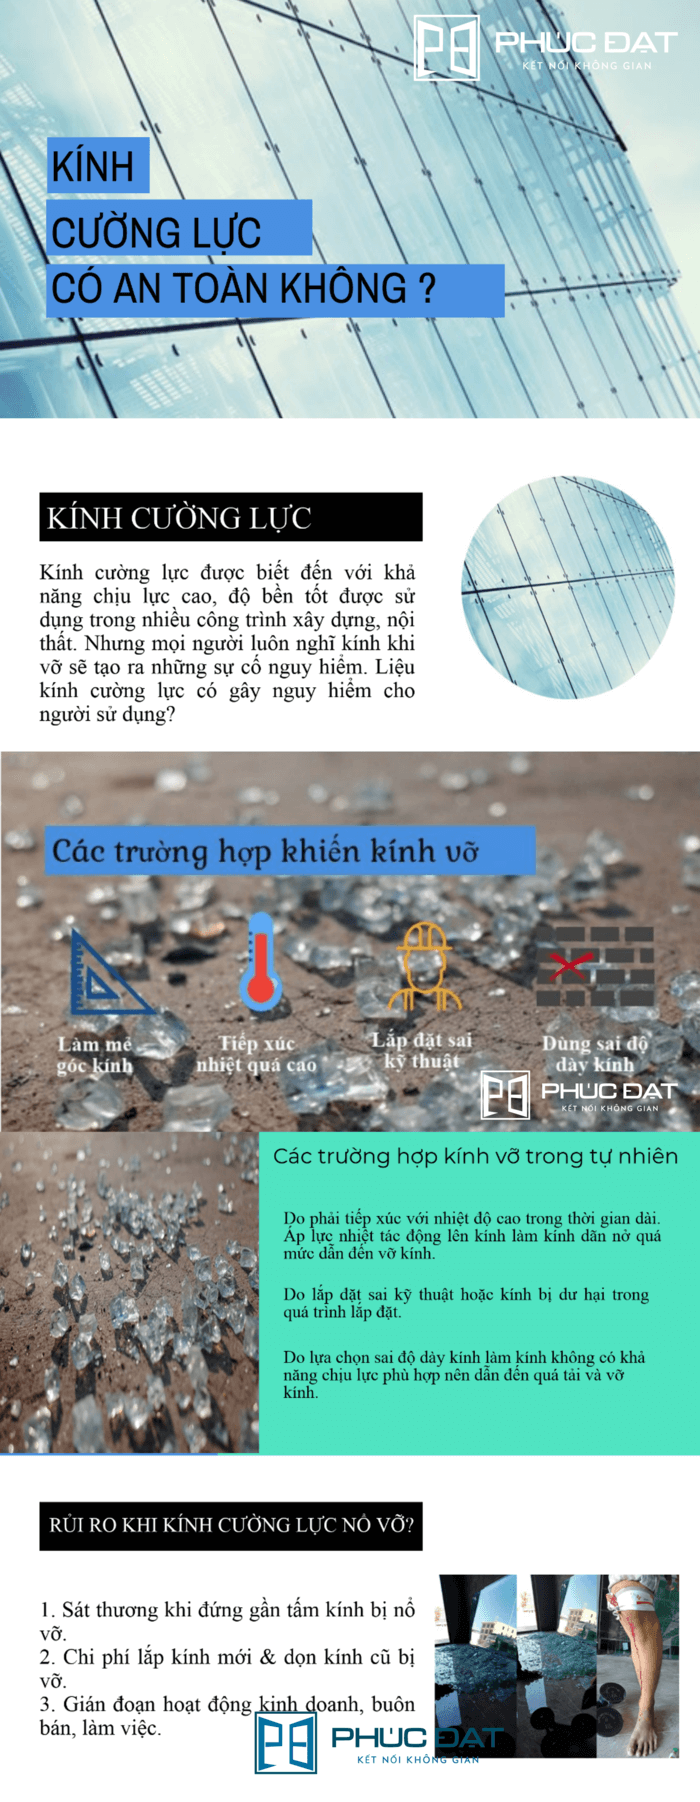 PHÚC ĐẠT
KẾT NỐI KHÔNG GIAN
KÍNH
CƯỜNG LỰC
CÓ AN TOÀN KHÔNG ?
KÍNH CƯỜNG LỰC
Kính cường lực được biết đến với khả
năng chịu lực cao, độ bền tốt được sử
dụng trong nhiều công trình xây dựng, nội
thất. Nhưng mọi người luôn nghĩ kính khi
vỡ sẽ tạo ra những sự cố nguy hiểm. Liệu
kính cường lực có gây nguy hiểm cho
người sử dụng?
Các trường hợp khiến kính vỡ
Làm mẻ
góc kính
Tiếp xúc
nhiệt quá cao
Lắp đặt sai
kỹ thuật
Dùng sai độ
dày kính
PHÚC ĐẠT
KẾT NỐI KHÔNG GIAN
Các trường hợp kính vỡ trong tự nhiên
Do phải tiếp xúc với nhiệt độ cao trong thời gian dài.
Áp lực nhiệt tác động lên kính làm kính dãn nở quá
mức dẫn đến vỡ kính.
Do lắp đặt sai kỹ thuật hoặc kính bị dư hại trong
quá trình lắp đặt.
Do lựa chọn sai độ dày kính làm kính không có khả
năng chịu lực phù hợp nên dẫn đến quá tải và vỡ
kính.
RỦI RO KHI KÍNH CƯỜNG LỰC NỔ VỠ?
1. Sát thương khi đứng gần tấm kính bị nổ
vỡ.
2. Chi phí lắp kính mới & dọn kính cũ bị
vỡ.
3. Gián đoạn hoạt động kinh doanh, buôn
bán, làm việc.
PHÚC ĐẠT
KẾT NỐI KHÔNG GIAN